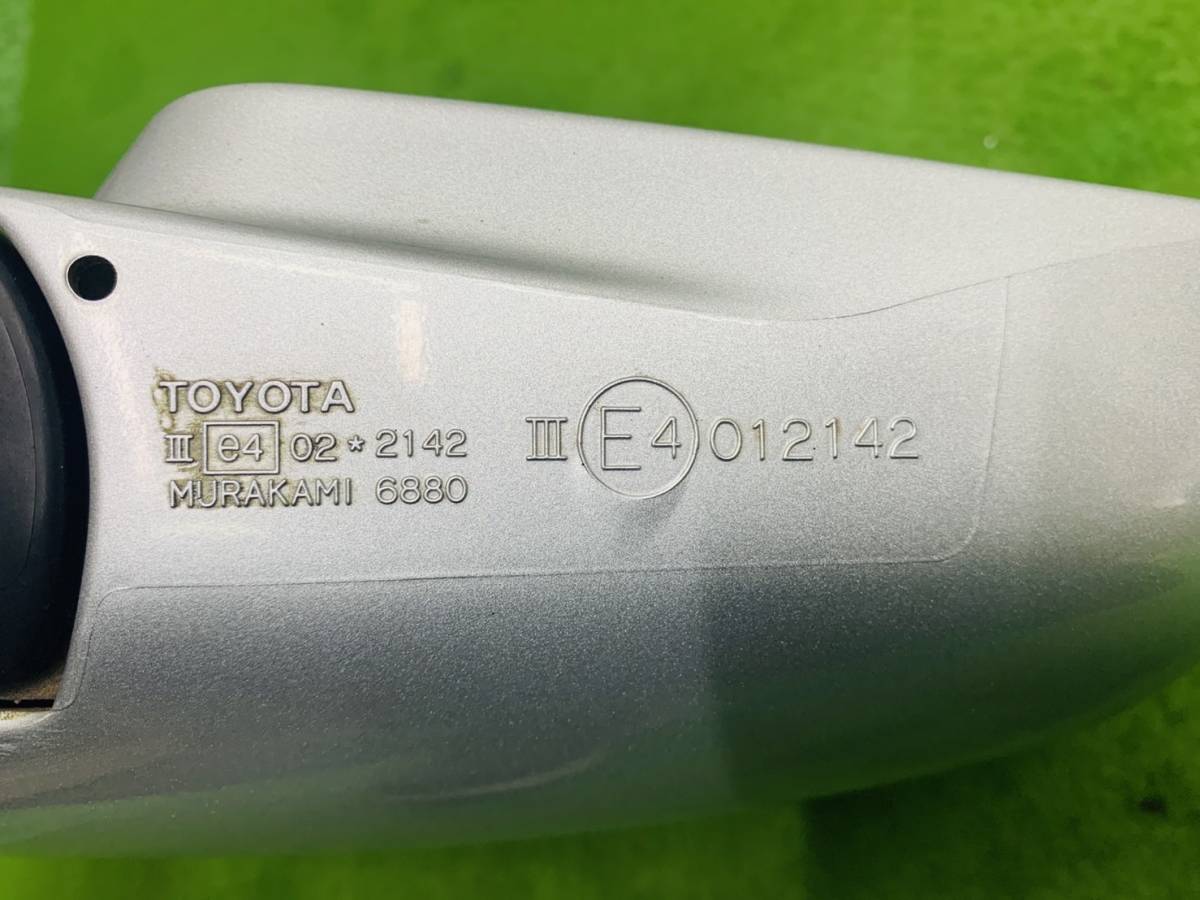 TOYOTA
III e4 02*2142
MURAKAMI 6880
III E4 012142